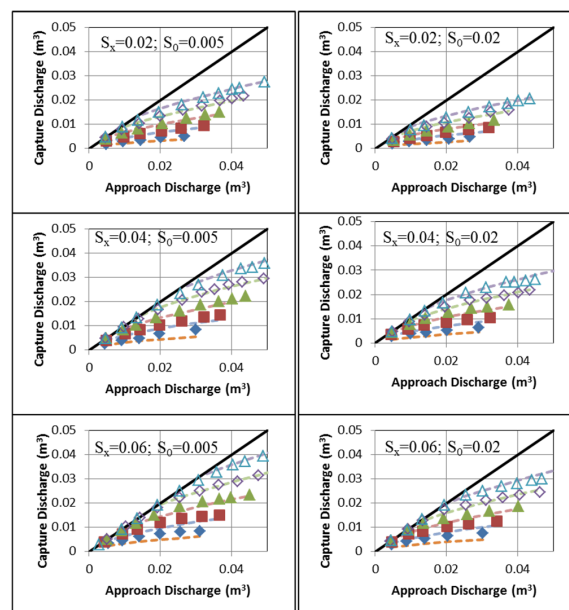 0.05
0.04
0.03
0.02
0.01
0
Capture Discharge (m³)
Sₓ=0.02; S₀=0.005
0 0.02 0.04
Approach Discharge (m³)
0.05
0.04
0.03
0.02
0.01
0
Capture Discharge (m³)
Sₓ=0.02; S₀=0.02
0 0.02 0.04
Approach Discharge (m³)
0.05
0.04
0.03
0.02
0.01
0
Capture Discharge (m³)
Sₓ=0.04; S₀=0.005
0 0.02 0.04
Approach Discharge (m³)
0.05
0.04
0.03
0.02
0.01
0
Capture Discharge (m³)
Sₓ=0.04; S₀=0.02
0 0.02 0.04
Approach Discharge (m³)
0.05
0.04
0.03
0.02
0.01
0
Capture Discharge (m³)
Sₓ=0.06; S₀=0.005
0 0.02 0.04
Approach Discharge (m³)
0.05
0.04
0.03
0.02
0.01
0
Capture Discharge (m³)
Sₓ=0.06; S₀=0.02
0 0.02 0.04
Approach Discharge (m³)